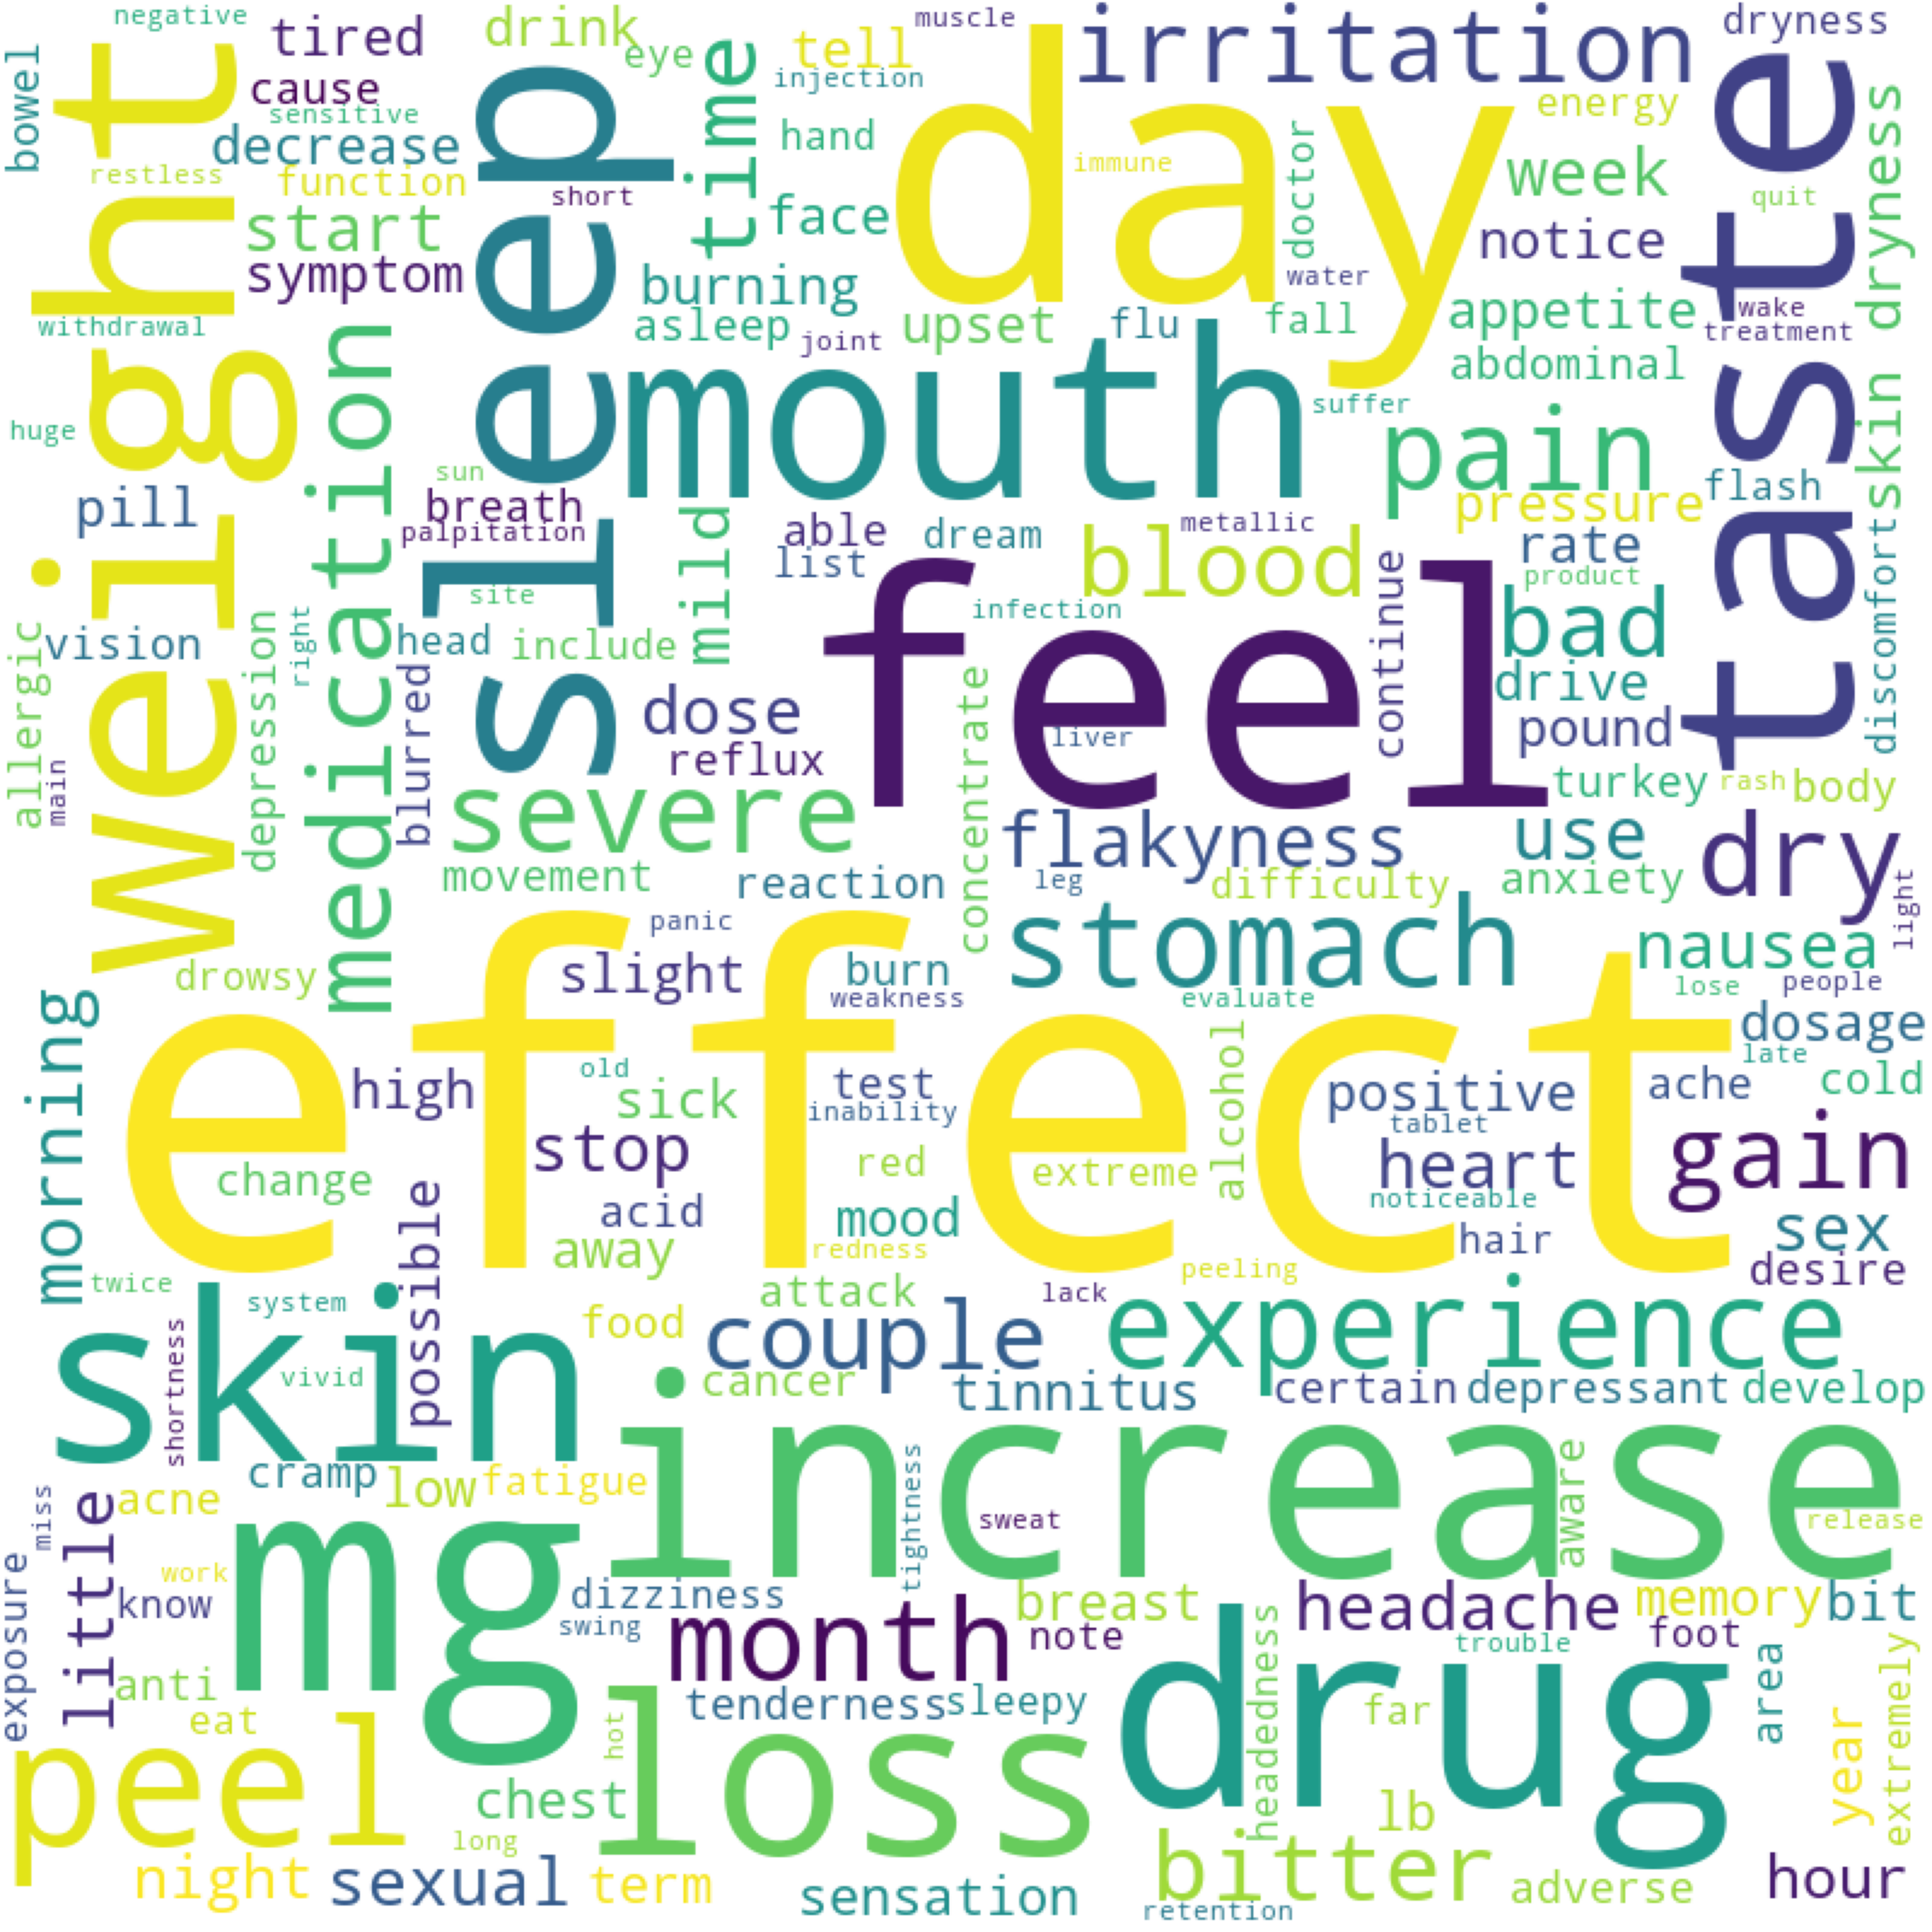 negative
tired
drink
eye
tell
muscle
irritation
dryness
bowel
weight
cause
sensitive
sleep
time
injection
day
energy
taste
skin dryness
decrease
hand
immune
doctor
week
restless
function
short
face
quit
start
notice
symptom
burning
water
appetite
wake
withdrawal
medication
asleep
joint
upset
flu
fall
treatment
mouth
abdominal
huge
suffer
pain
sun
pill
breath
palpitation
mild
able
dream
metallic
blood
pressure
flash
list
feel
continue
rate
product
discomfort
site
infection
bad
allergic
vision
depression
right
head
include
blurred
concentrate
drive
dose
liver
pound
reflux
main
severe
turkey
rash
body
flakyness
use
dry
movement
reaction
leg
difficulty
anxiety
light
panic
stomach
nausea
drowsy
slight
burn
weakness
evaluate
lose
people
morning
effect
alcohol
dosage
late
high
old
sick
test
inability
positive
tablet
ache
cold
stop
red
extreme
heart
gain
change
possible
acid
mood
noticeable
hair
sex
away
redness
peeling
desire
twice
system
attack
lack
skin
food
couple
experience
shortness
vivid
cancer
tinnitus
certain
depressant
develop
increase
cramp
low
fatigue
tightness
aware
miss
little
acne
mg
sweat
release
exposure
work
know
dizziness
swing
month
breast
note
headache
memory
bit
foot
trouble
anti
eat
tenderness
sleepy
drug
headedness
far
area
year
extremely
peel
hot
loss
chest
long
lb
night
sexual
term
sensation
bitter
retention
adverse
hour